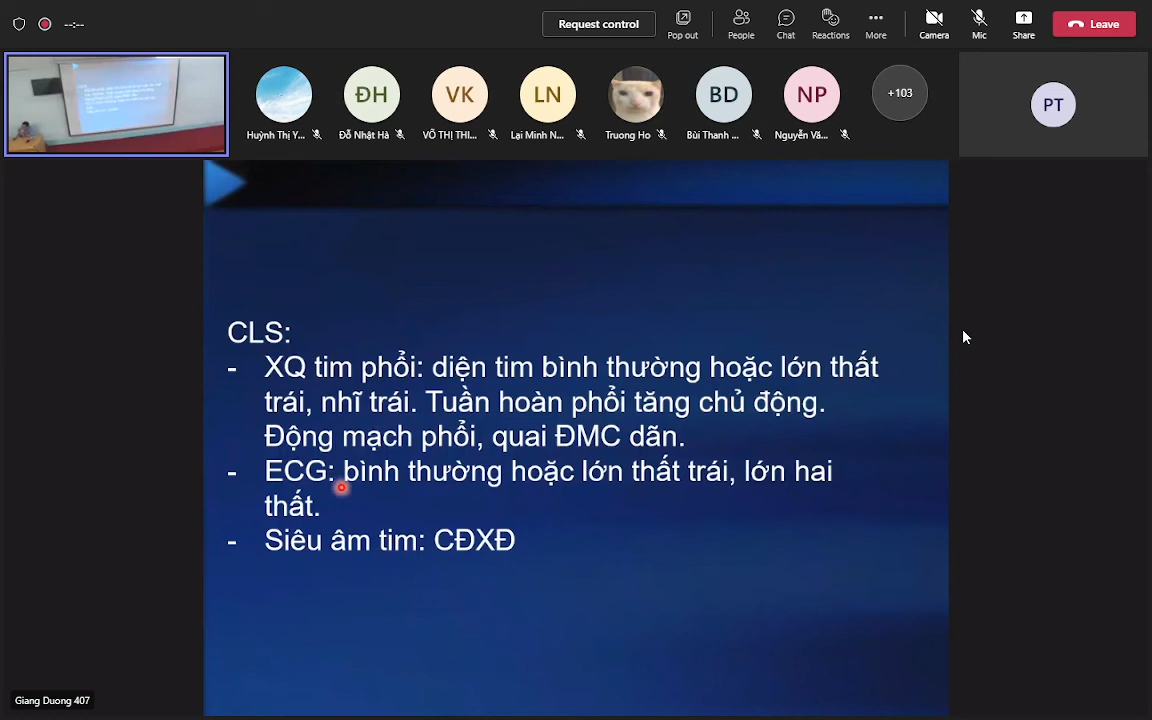 --:--
Request control
Pop out
People
Chat
Reactions
More
Camera
Mic
Share
Leave
ĐH
VK
LN
BD
NP
+103
PT
Huỳnh Thị Y...
Đỗ Nhật Hà
VÕ THỊ THI...
Lại Minh N...
Truong Ho
Bùi Thanh ...
Nguyễn Vă...
CLS:
- XQ tim phổi: diện tim bình thường hoặc lớn thất
trái, nhĩ trái. Tuần hoàn phổi tăng chủ động.
Động mạch phổi, quai ĐMC dãn.
- ECG: bình thường hoặc lớn thất trái, lớn hai
thất.
- Siêu âm tim: CĐXĐ
Giang Duong 407